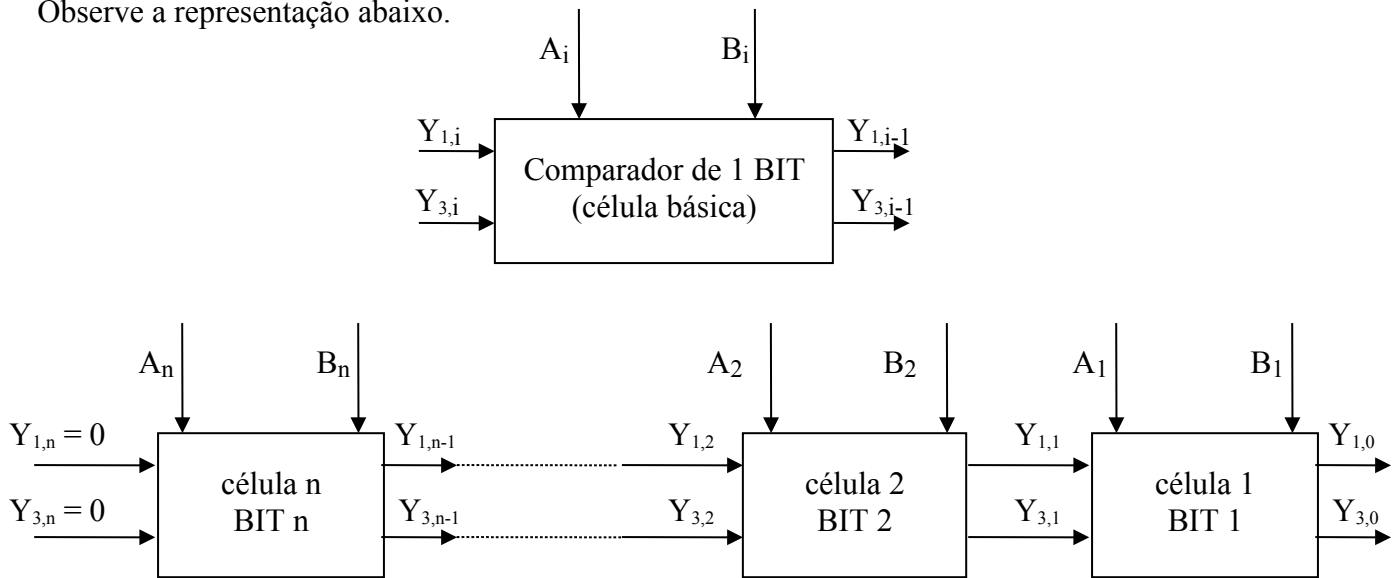 Observe a representação abaixo.
Ai Bi
Y1,i Y1,i-1
Comparador de 1 BIT
(célula básica)
Y3,i Y3,i-1
An Bn A2 B2 A1 B1
Y1,n = 0 Y1,n-1 Y1,2 Y1,1 Y1,0
célula n célula 2 célula 1
BIT n BIT 2 BIT 1
Y3,n = 0 Y3,n-1 Y3,2 Y3,1 Y3,0